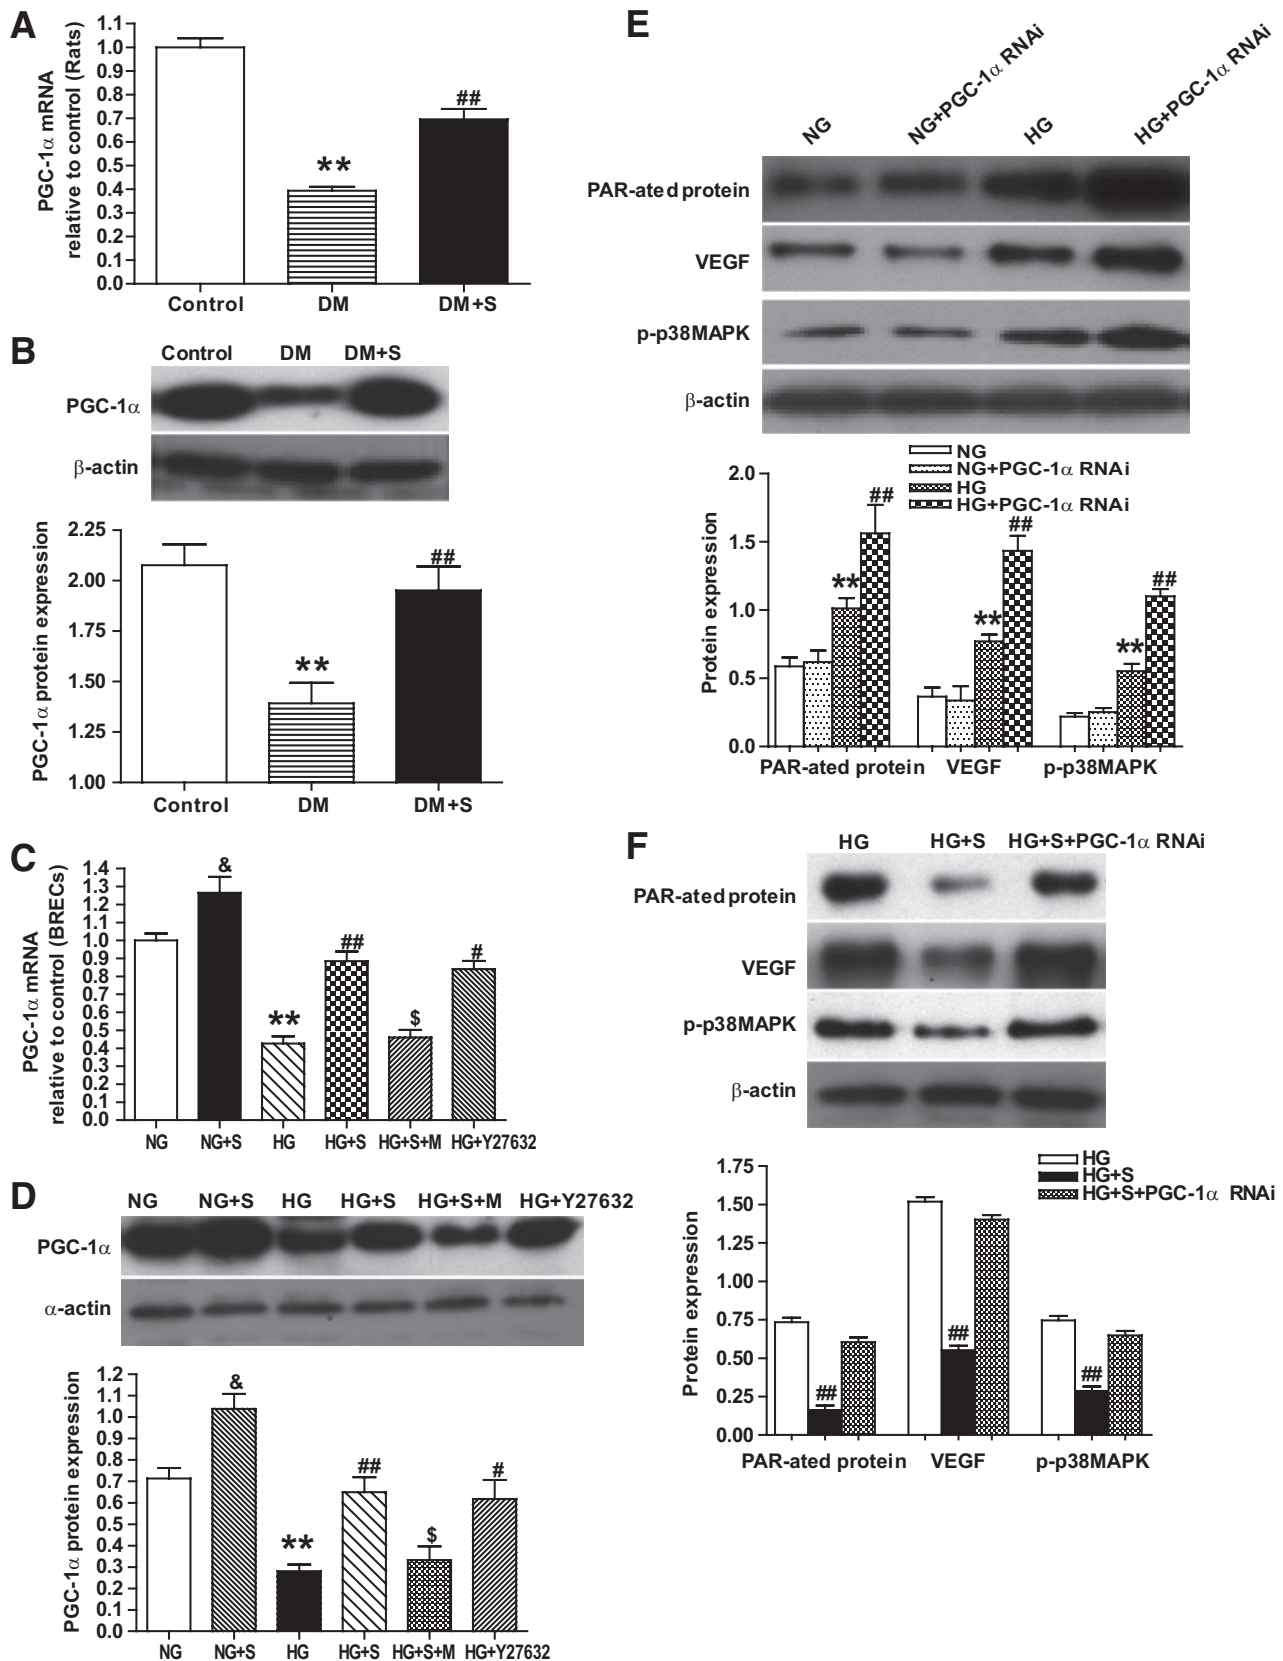 A
PGC-1α mRNA
relative to control (Rats)
1.1
1.0
0.9
0.8
0.7
0.6
0.5
0.4
0.3
0.2
0.1
0.0
**
##
Control DM DM+S
B
Control DM DM+S
PGC-1α
β-actin
PGC-1α protein expression
2.25
2.00
1.75
1.50
1.25
1.00
**
##
Control DM DM+S
C
PGC-1α mRNA
relative to control (BRECs)
1.4
1.3
1.2
1.1
1.0
0.9
0.8
0.7
0.6
0.5
0.4
0.3
0.2
0.1
0.0
& ** ## $ #
NG NG+S HG HG+S HG+S+M HG+Y27632
D
NG NG+S HG HG+S HG+S+M HG+Y27632
PGC-1α
α-actin
PGC-1α protein expression
1.2
1.1
1.0
0.9
0.8
0.7
0.6
0.5
0.4
0.3
0.2
0.1
0.0
& ** ## $ #
NG NG+S HG HG+S HG+S+M HG+Y27632
E
NG NG+PGC-1α RNAi HG HG+PGC-1α RNAi
PAR-ated protein
VEGF
p-p38MAPK
β-actin
NG
NG+PGC-1α RNAi
HG
HG+PGC-1α RNAi
Protein expression
2.0
1.5
1.0
0.5
0.0
** ## ** ## ** ##
PAR-ated protein VEGF p-p38MAPK
F
HG HG+S HG+S+PGC-1α RNAi
PAR-ated protein
VEGF
p-p38MAPK
β-actin
HG
HG+S
HG+S+PGC-1α RNAi
Protein expression
1.75
1.50
1.25
1.00
0.75
0.50
0.25
0.00
## ## ##
PAR-ated protein VEGF p-p38MAPK